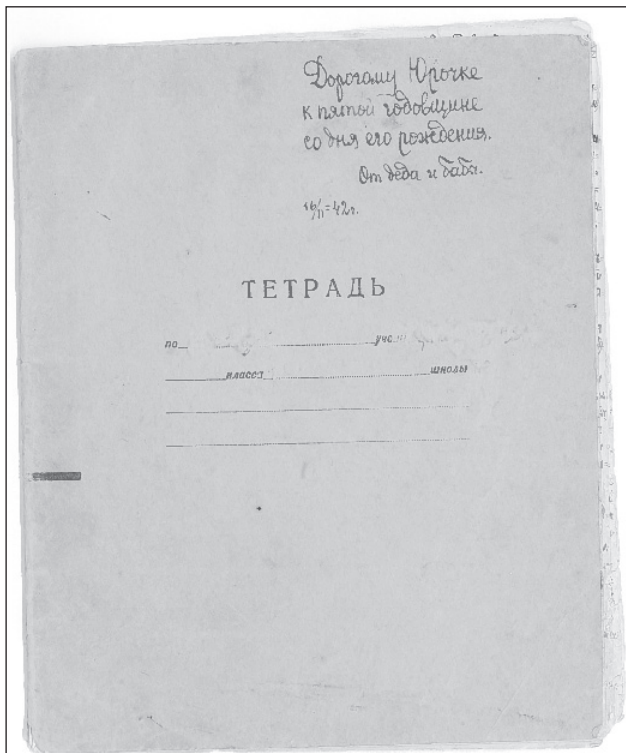 Дорогому Юрочке
к пятой годовщине
со дня его рождения.
От деда и бабы.
16/II=42г.
ТЕТРАДЬ
по уче
класса школы